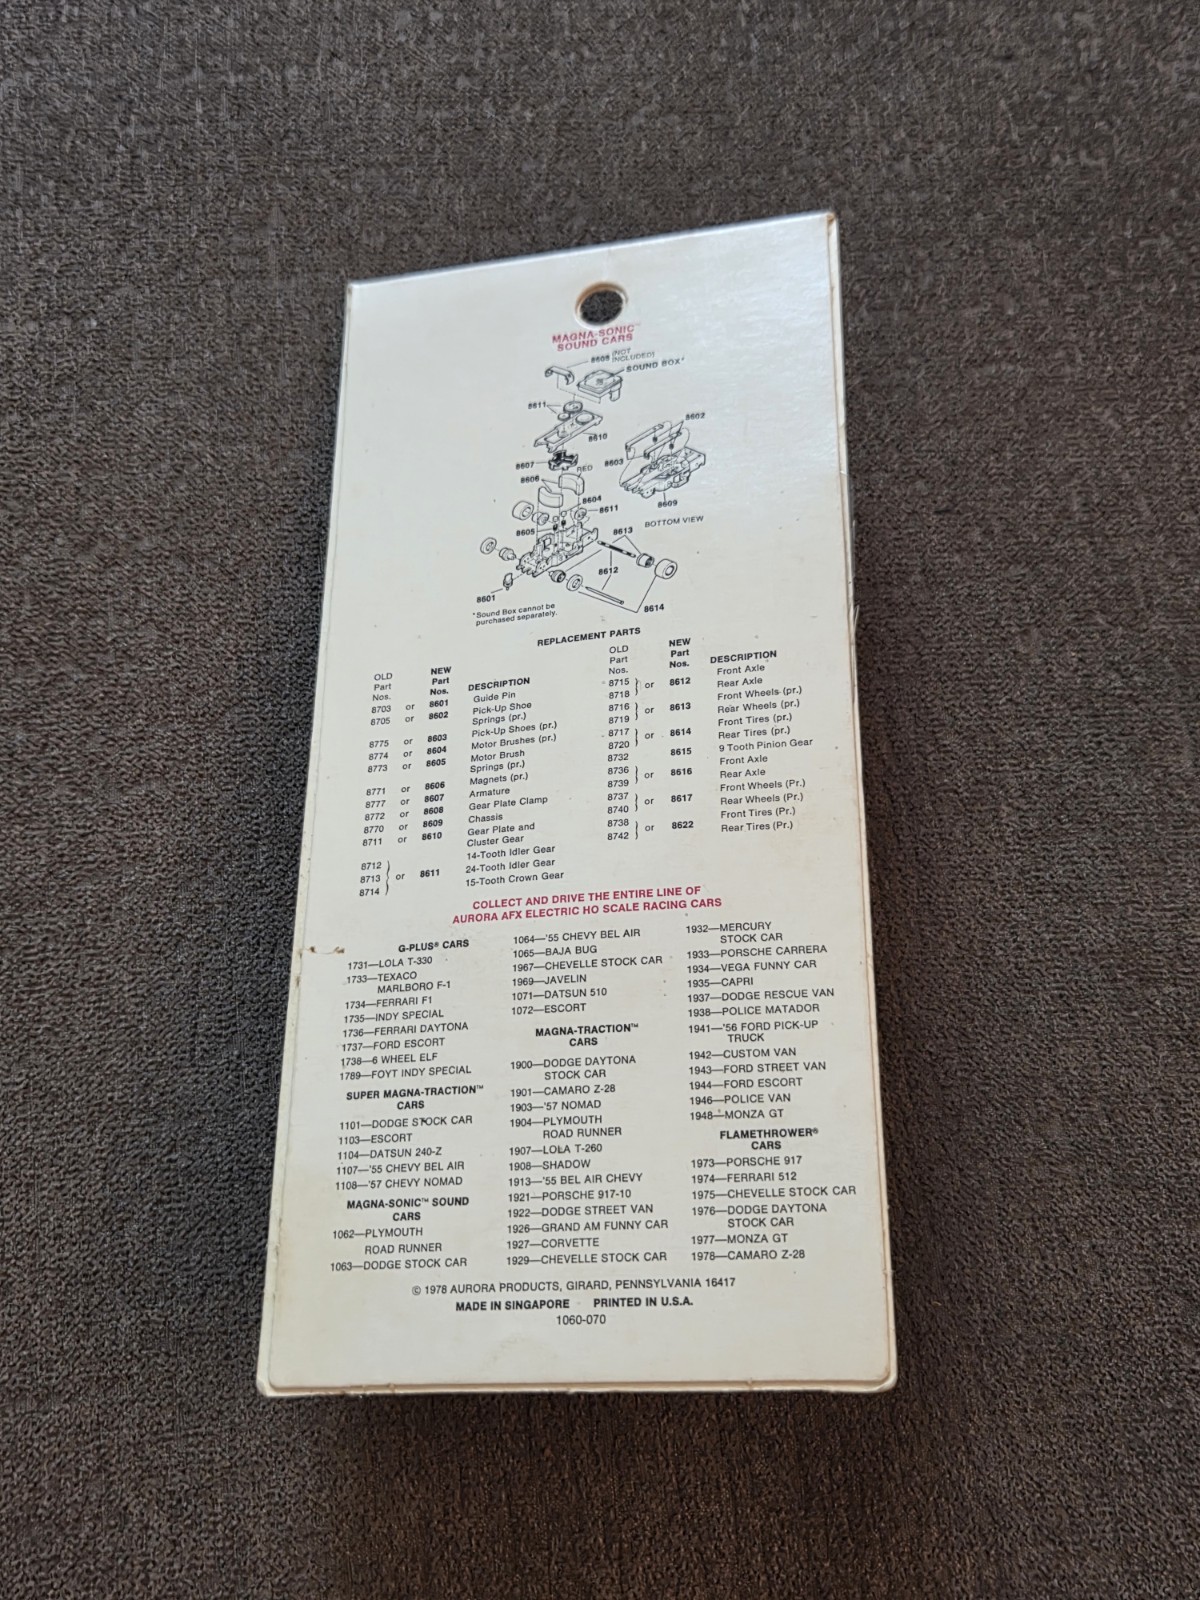 MAGNA-SONIC™
SOUND CARS
8608 (NOT
INCLUDED)
SOUND BOX*
8611
8610
8607
RED
8606
8604
8611
8605
8613
8612
8601
8614
8602
8603
8609
BOTTOM VIEW
*Sound Box cannot be
purchased separately.
REPLACEMENT PARTS
OLD
Part
Nos.
NEW
Part
Nos.
DESCRIPTION
8703 or 8601 Guide Pin
8705 or 8602 Pick-Up Shoe
Springs (pr.)
8775 or 8603 Pick-Up Shoes (pr.)
8774 or 8604 Motor Brushes (pr.)
8773 or 8605 Motor Brush
Springs (pr.)
8771 or 8606 Magnets (pr.)
8777 or 8607 Armature
8772 or 8608 Gear Plate Clamp
8770 or 8609 Chassis
8711 or 8610 Gear Plate and
Cluster Gear
8712 } 14-Tooth Idler Gear
8713 } or 8611 24-Tooth Idler Gear
8714 } 15-Tooth Crown Gear
OLD
Part
Nos.
NEW
Part
Nos.
DESCRIPTION
8715 } or 8612 Front Axle
8718 } Rear Axle
8716 } or 8613 Front Wheels (pr.)
8719 } Rear Wheels (pr.)
8717 } or 8614 Front Tires (pr.)
8720 } Rear Tires (pr.)
8732 8615 9 Tooth Pinion Gear
8736 } or 8616 Front Axle
8739 } Rear Axle
8737 } or 8617 Front Wheels (Pr.)
8740 } Rear Wheels (Pr.)
8738 } or 8622 Front Tires (Pr.)
8742 } Rear Tires (Pr.)
COLLECT AND DRIVE THE ENTIRE LINE OF
AURORA AFX ELECTRIC HO SCALE RACING CARS
G-PLUS® CARS
1731—LOLA T-330
1733—TEXACO
MARLBORO F-1
1734—FERRARI F1
1735—INDY SPECIAL
1736—FERRARI DAYTONA
1737—FORD ESCORT
1738—6 WHEEL ELF
1789—FOYT INDY SPECIAL
SUPER MAGNA-TRACTION™
CARS
1101—DODGE STOCK CAR
1103—ESCORT
1104—DATSUN 240-Z
1107—'55 CHEVY BEL AIR
1108—'57 CHEVY NOMAD
MAGNA-SONIC™ SOUND
CARS
1062—PLYMOUTH
ROAD RUNNER
1063—DODGE STOCK CAR
1064—'55 CHEVY BEL AIR
1065—BAJA BUG
1967—CHEVELLE STOCK CAR
1969—JAVELIN
1071—DATSUN 510
1072—ESCORT
MAGNA-TRACTION™
CARS
1900—DODGE DAYTONA
STOCK CAR
1901—CAMARO Z-28
1903—'57 NOMAD
1904—PLYMOUTH
ROAD RUNNER
1907—LOLA T-260
1908—SHADOW
1913—'55 BEL AIR CHEVY
1921—PORSCHE 917-10
1922—DODGE STREET VAN
1926—GRAND AM FUNNY CAR
1927—CORVETTE
1929—CHEVELLE STOCK CAR
1932—MERCURY
STOCK CAR
1933—PORSCHE CARRERA
1934—VEGA FUNNY CAR
1935—CAPRI
1937—DODGE RESCUE VAN
1938—POLICE MATADOR
1941—'56 FORD PICK-UP
TRUCK
1942—CUSTOM VAN
1943—FORD STREET VAN
1944—FORD ESCORT
1946—POLICE VAN
1948—MONZA GT
FLAMETHROWER®
CARS
1973—PORSCHE 917
1974—FERRARI 512
1975—CHEVELLE STOCK CAR
1976—DODGE DAYTONA
STOCK CAR
1977—MONZA GT
1978—CAMARO Z-28
© 1978 AURORA PRODUCTS, GIRARD, PENNSYLVANIA 16417
MADE IN SINGAPORE PRINTED IN U.S.A.
1060-070